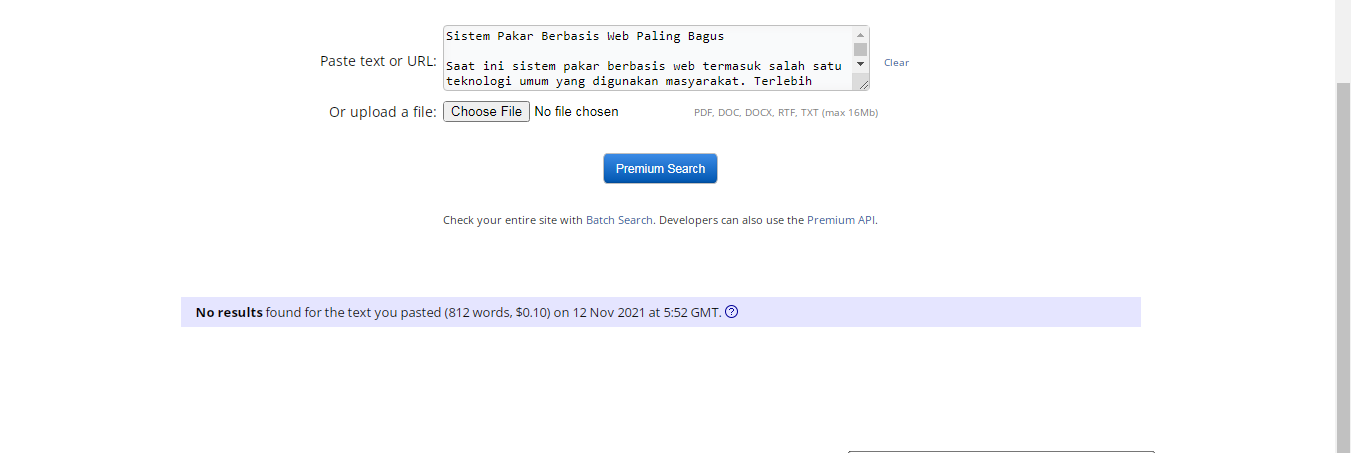 Paste text or URL:
Sistem Pakar Berbasis Web Paling Bagus
Saat ini sistem pakar berbasis web termasuk salah satu
teknologi umum yang digunakan masyarakat. Terlebih
Clear
Or upload a file: Choose File No file chosen PDF, DOC, DOCX, RTF, TXT (max 16Mb)
Premium Search
Check your entire site with Batch Search. Developers can also use the Premium API.
No results found for the text you pasted (812 words, $0.10) on 12 Nov 2021 at 5:52 GMT. ?